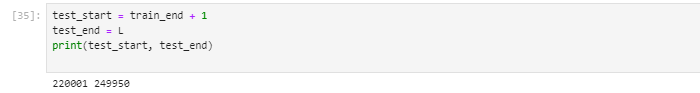 [35]: test_start = train_end + 1
test_end = L
print(test_start, test_end)
220001 249950